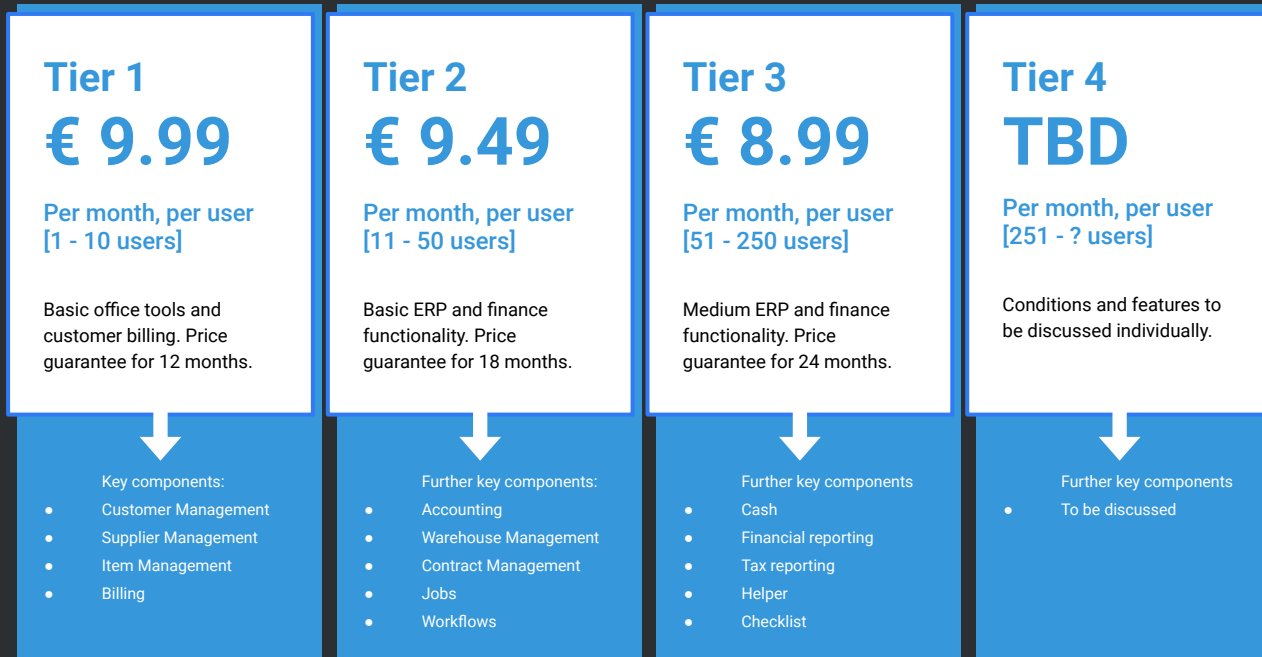 Tier 1
€ 9.99
Per month, per user
[1 - 10 users]
Basic office tools and
customer billing. Price
guarantee for 12 months.
Key components:
● Customer Management
● Supplier Management
● Item Management
● Billing
Tier 2
€ 9.49
Per month, per user
[11 - 50 users]
Basic ERP and finance
functionality. Price
guarantee for 18 months.
Further key components:
● Accounting
● Warehouse Management
● Contract Management
● Jobs
● Workflows
Tier 3
€ 8.99
Per month, per user
[51 - 250 users]
Medium ERP and finance
functionality. Price
guarantee for 24 months.
Further key components
● Cash
● Financial reporting
● Tax reporting
● Helper
● Checklist
Tier 4
TBD
Per month, per user
[251 - ? users]
Conditions and features to
be discussed individually.
Further key components
● To be discussed